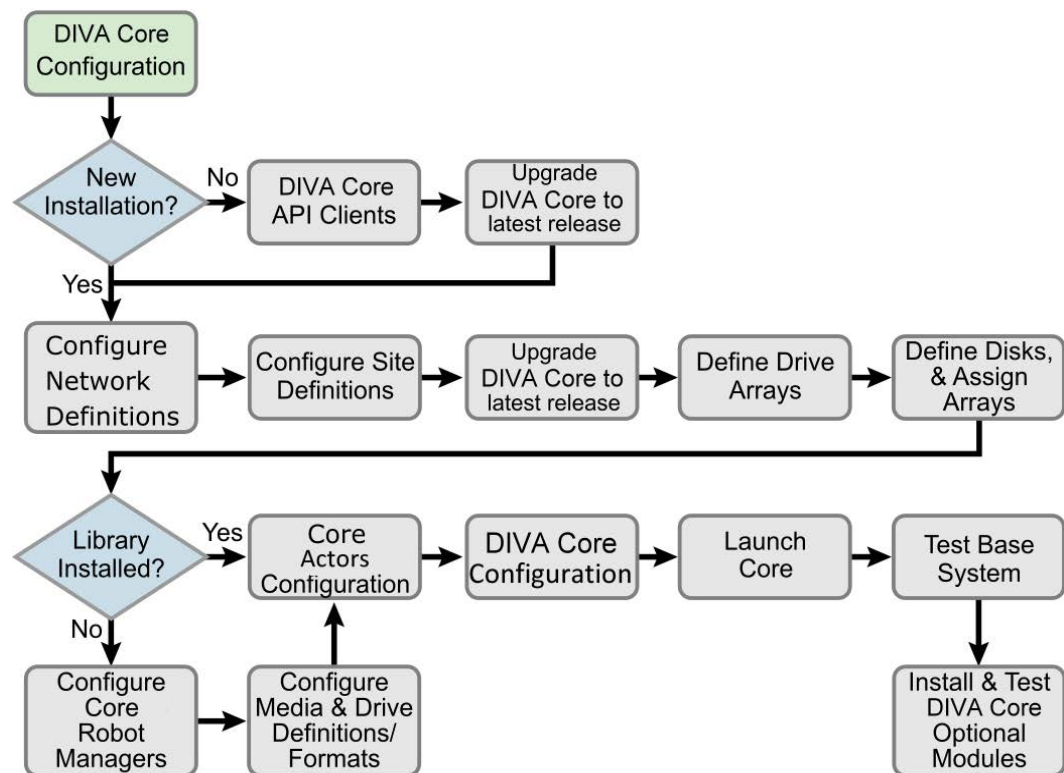 DIVA Core
Configuration
New
Installation?
No
DIVA Core
API Clients
Upgrade
DIVA Core to
latest release
Yes
Configure
Network
Definitions
Configure Site
Definitions
Upgrade
DIVA Core to
latest release
Define Drive
Arrays
Define Disks,
& Assign
Arrays
Library
Installed?
Yes
Core
Actors
Configuration
DIVA Core
Configuration
Launch
Core
Test Base
System
No
Configure
Core
Robot
Managers
Configure
Media & Drive
Definitions/
Formats
Install & Test
DIVA Core
Optional
Modules